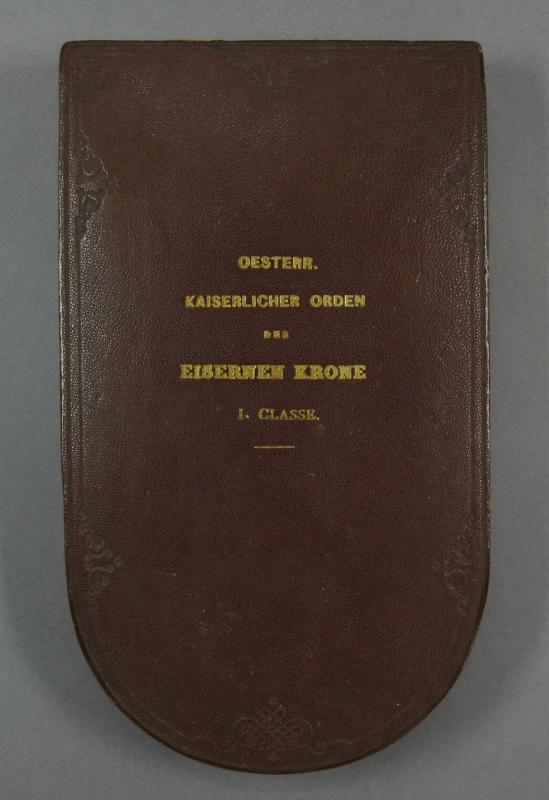 OESTERR.
KAISERLICHER ORDEN
DER
EISERNEN KRONE
I. CLASSE.